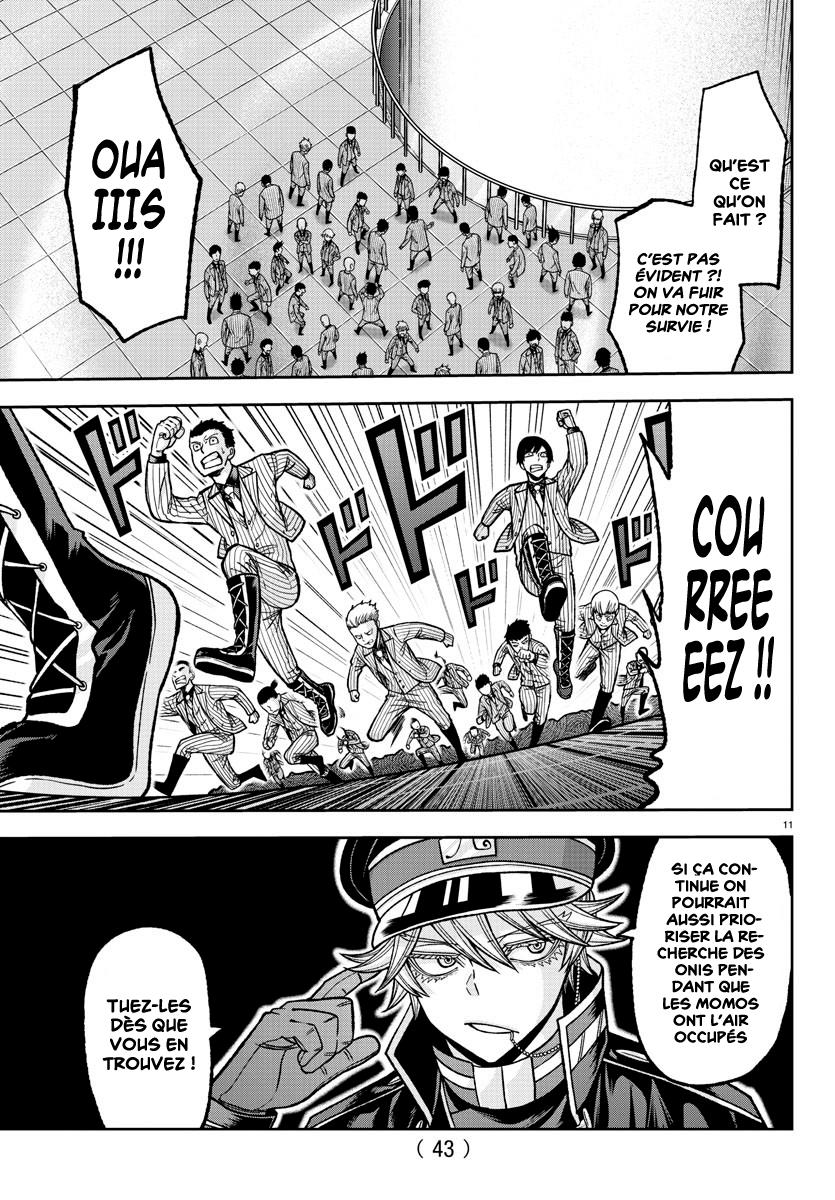 QU'EST
CE
QU'ON
FAIT ?
C'EST PAS
ÉVIDENT ?!
ON VA FUIR
POUR NOTRE
SURVIE !
OUA
IIIS
!!!
COU
RREE
EEZ !!
ド
ド
ド
ド
ド
ド
11
SI ÇA CON-
TINUE ON
POURRAIT
AUSSI PRIO-
RISER LA RE-
CHERCHE DES
ONIS PEN-
DANT QUE
LES MOMOS
ONT L'AIR
OCCUPÉS
TUEZ-LES
DÈS QUE
VOUS EN
TROUVEZ !
( 43 )